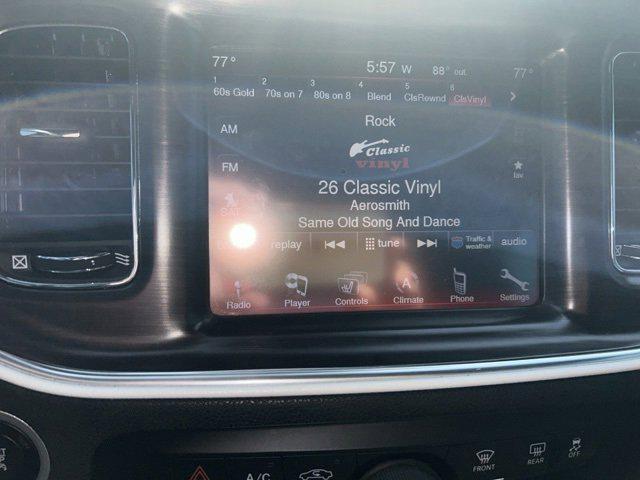 77° 5:57 W 88° out. 77°
1 2 3 4 5 6
60s Gold 70s on 7 80s on 8 Blend ClsRewnd ClsVinyl
AM
Rock
Classic
vinyl
FM
26 Classic Vinyl
fav
SAT
Aerosmith
Same Old Song And Dance
replay tune Traffic & weather audio
Radio Player Controls A Climate Phone Settings
A/C
FRONT REAR OFF